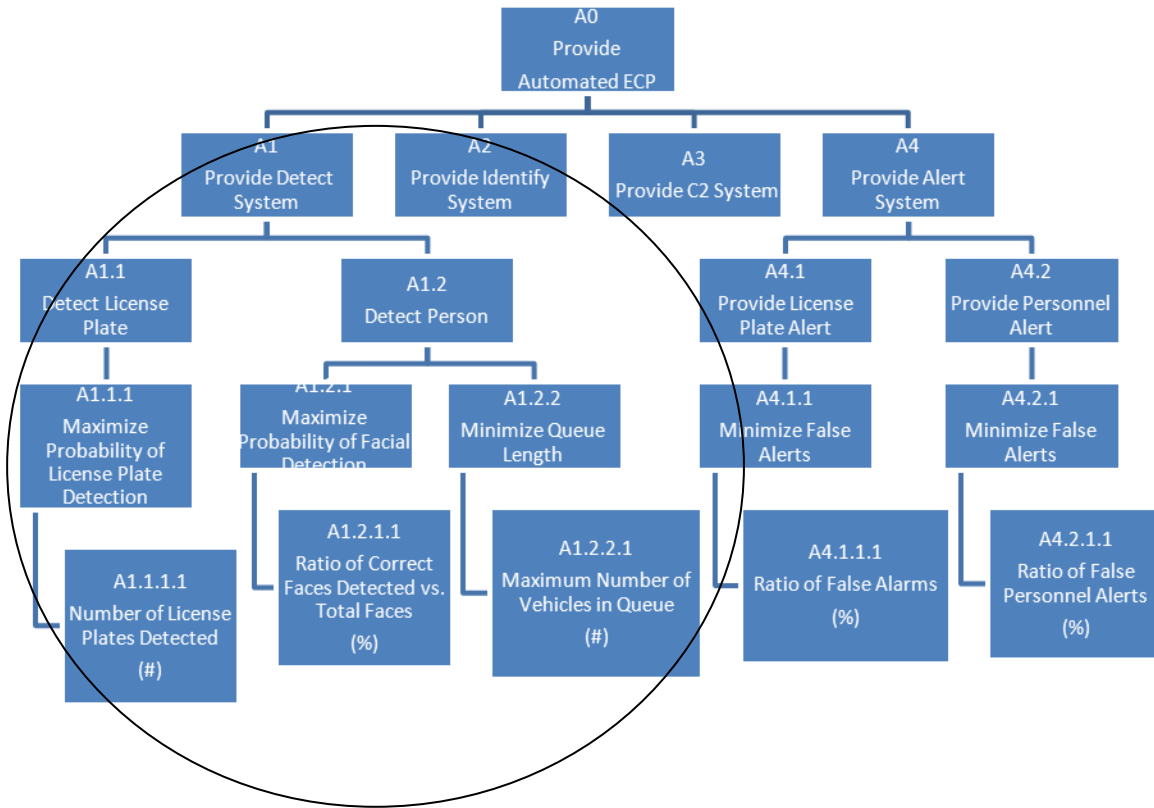 A0
Provide
Automated ECP
A1
Provide Detect
System
A2
Provide Identify
System
A3
Provide C2 System
A4
Provide Alert
System
A1.1
Detect License
Plate
A1.2
Detect Person
A4.1
Provide License
Plate Alert
A4.2
Provide Personnel
Alert
A1.1.1
Maximize
Probability of
License Plate
Detection
A1.2.1
Maximize
Probability of Facial
Detection
A1.2.2
Minimize Queue
Length
A4.1.1
Minimize False
Alerts
A4.2.1
Minimize False
Alerts
A1.1.1.1
Number of License
Plates Detected
(#)
A1.2.1.1
Ratio of Correct
Faces Detected vs.
Total Faces
(%)
A1.2.2.1
Maximum Number of
Vehicles in Queue
(#)
A4.1.1.1
Ratio of False Alarms
(%)
A4.2.1.1
Ratio of False
Personnel Alerts
(%)